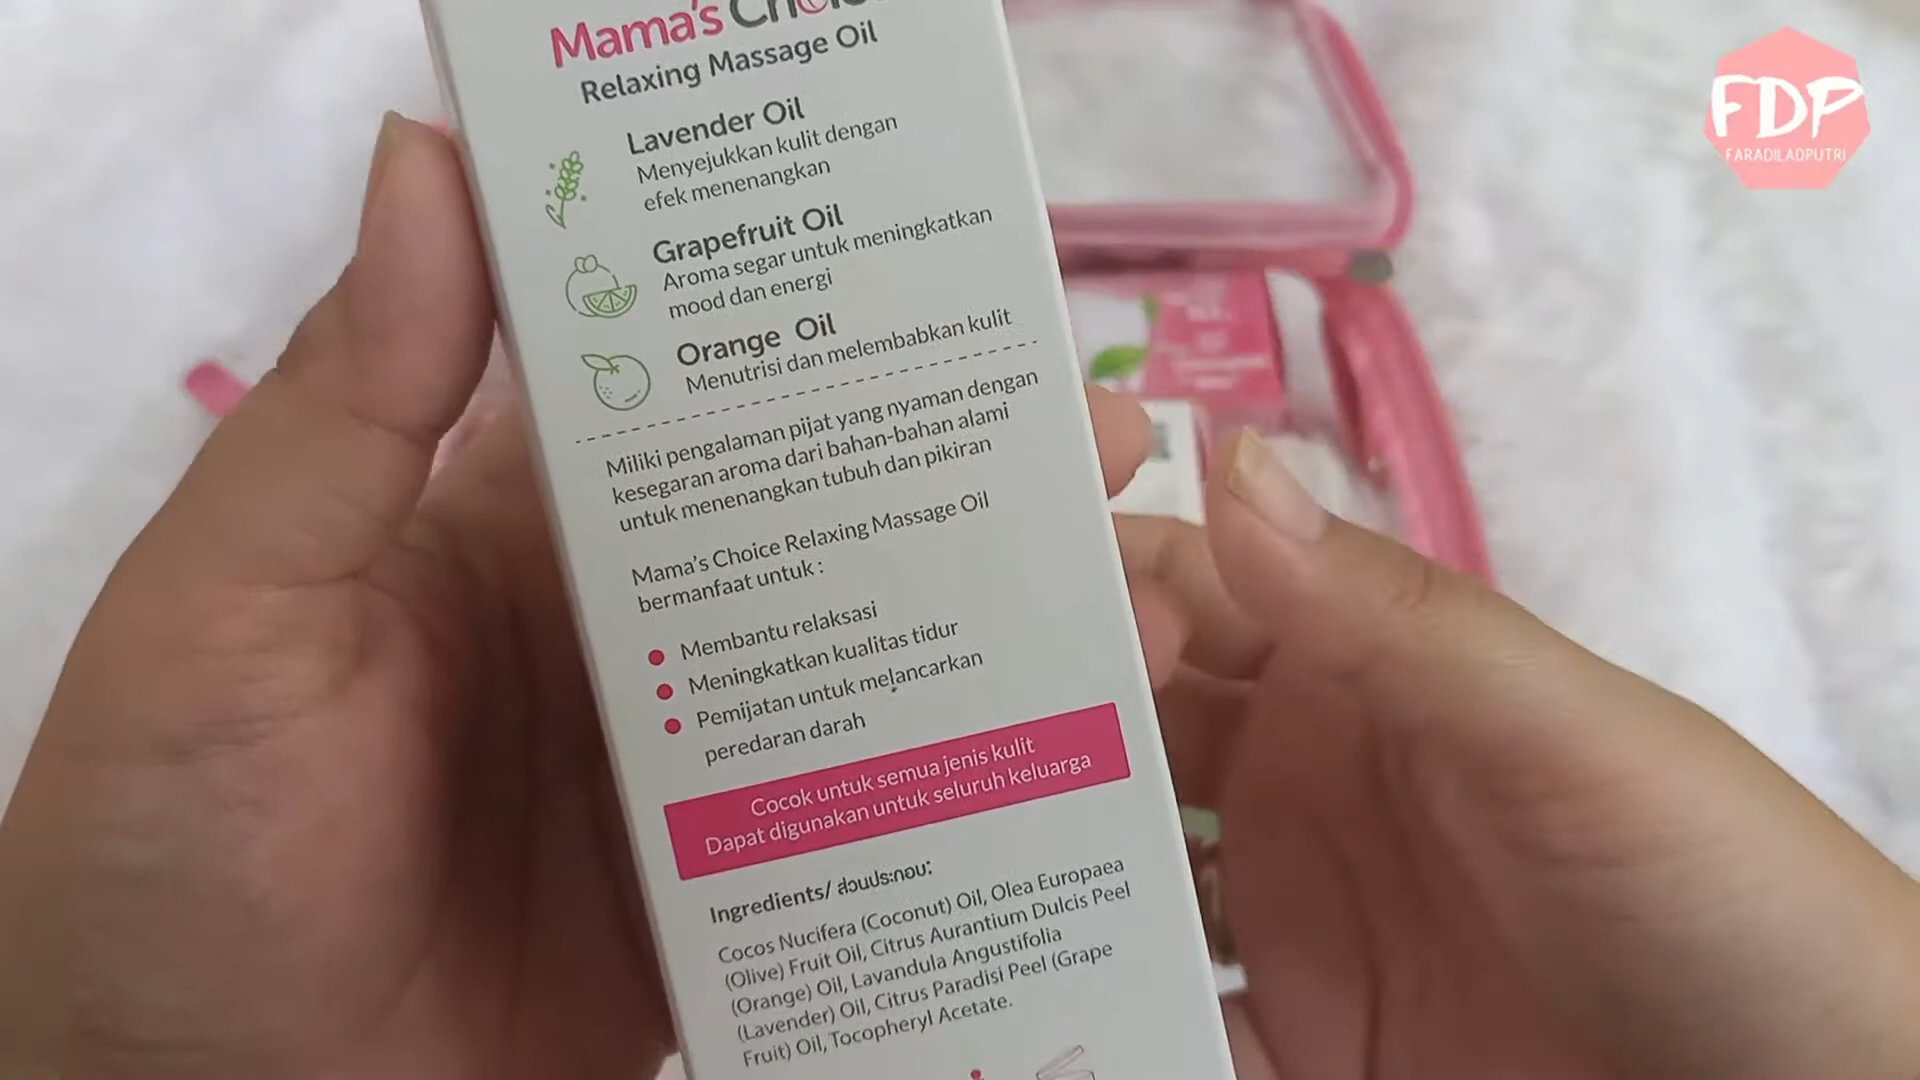 Mama's Choice
Relaxing Massage Oil
Lavender Oil
Menyejukkan kulit dengan
efek menenangkan
Grapefruit Oil
Aroma segar untuk meningkatkan
mood dan energi
Orange Oil
Menutrisi dan melembabkan kulit
Miliki pengalaman pijat yang nyaman dengan
kesegaran aroma dari bahan-bahan alami
untuk menenangkan tubuh dan pikiran
Mama's Choice Relaxing Massage Oil
bermanfaat untuk :
Membantu relaksasi
Meningkatkan kualitas tidur
Pemijatan untuk melancarkan
peredaran darah
Cocok untuk semua jenis kulit
Dapat digunakan untuk seluruh keluarga
Ingredients/ ส่วนประกอบ:
Cocos Nucifera (Coconut) Oil, Olea Europaea
(Olive) Fruit Oil, Citrus Aurantium Dulcis Peel
(Orange) Oil, Lavandula Angustifolia
(Lavender) Oil, Citrus Paradisi Peel (Grape
Fruit) Oil, Tocopheryl Acetate.
FDP
FARADILADPUTRI